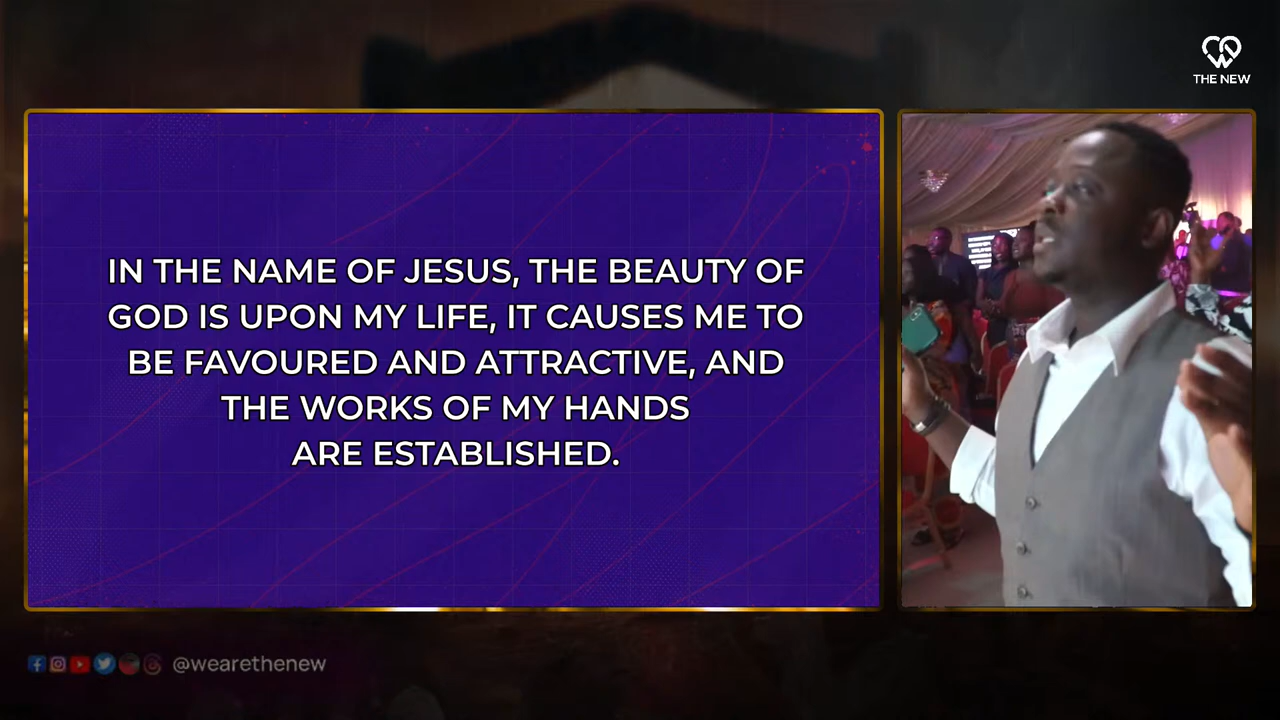 THE NEW
IN THE NAME OF JESUS, THE BEAUTY OF
GOD IS UPON MY LIFE, IT CAUSES ME TO
BE FAVOURED AND ATTRACTIVE, AND
THE WORKS OF MY HANDS
ARE ESTABLISHED.
@wearethenew